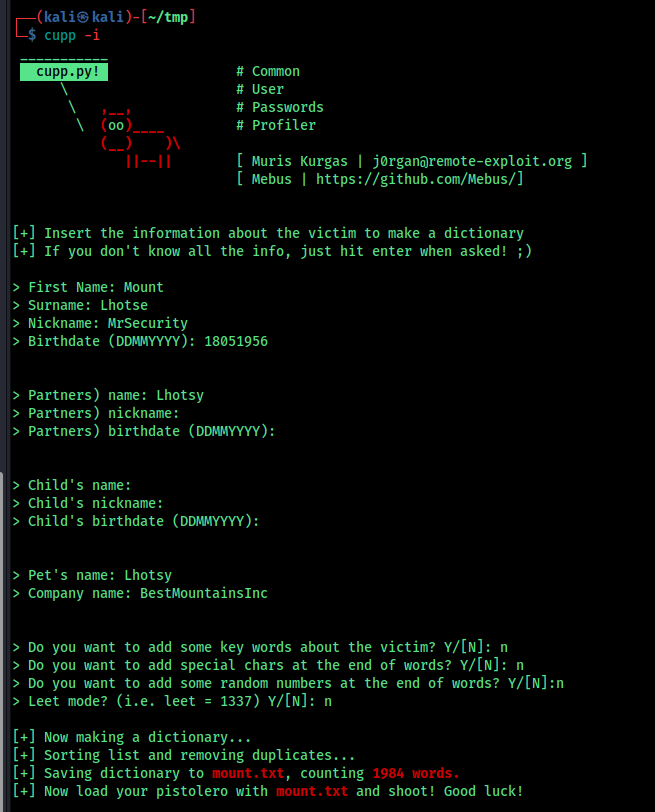 ┌──(kali㉿kali)-[~/tmp]
└─$ cupp -i
 ___________
   cupp.py!                 # Common
      \                     # User
       \   ,__,             # Passwords
        \  (oo)____         # Profiler
           (__)    )\
              ||--||        [ Muris Kurgas | j0rgan@remote-exploit.org ]
                            [ Mebus | https://github.com/Mebus/]
[+] Insert the information about the victim to make a dictionary
[+] If you don't know all the info, just hit enter when asked! ;)
> First Name: Mount
> Surname: Lhotse
> Nickname: MrSecurity
> Birthdate (DDMMYYYY): 18051956
> Partners) name: Lhotsy
> Partners) nickname:
> Partners) birthdate (DDMMYYYY):
> Child's name:
> Child's nickname:
> Child's birthdate (DDMMYYYY):
> Pet's name: Lhotsy
> Company name: BestMountainsInc
> Do you want to add some key words about the victim? Y/[N]: n
> Do you want to add special chars at the end of words? Y/[N]: n
> Do you want to add some random numbers at the end of words? Y/[N]:n
> Leet mode? (i.e. leet = 1337) Y/[N]: n
[+] Now making a dictionary...
[+] Sorting list and removing duplicates...
[+] Saving dictionary to mount.txt, counting 1984 words.
[+] Now load your pistolero with mount.txt and shoot! Good luck!